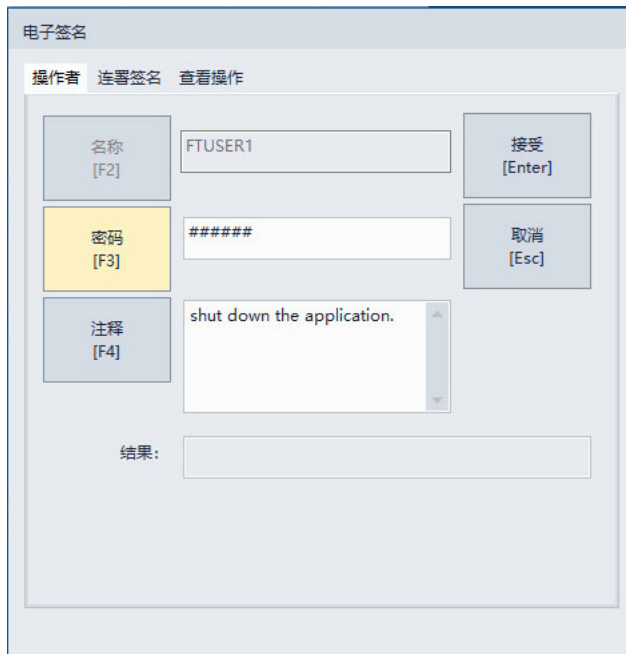 电子签名
操作者 连署签名 查看操作
名称
[F2]
FTUSER1
接受
[Enter]
密码
[F3]
######
取消
[Esc]
注释
[F4]
shut down the application.
结果: